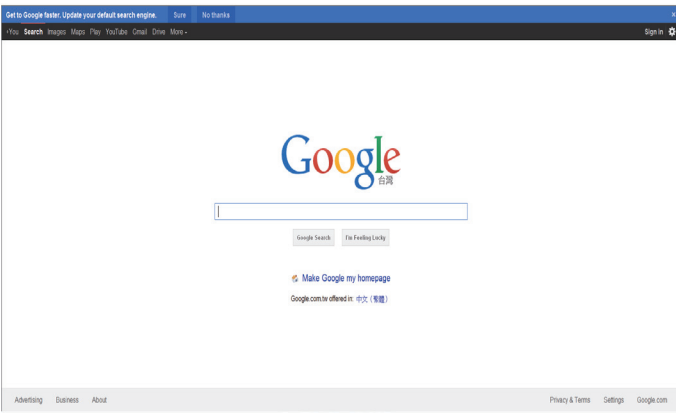 Get to Google faster. Update your default search engine. Sure No thanks ×
+You Search Images Maps Play YouTube Gmail Drive More Sign in
Google
台灣
Google Search I'm Feeling Lucky
Make Google my homepage
Google.com.tw offered in: 中文（繁體）
Advertising Business About Privacy & Terms Settings Google.com